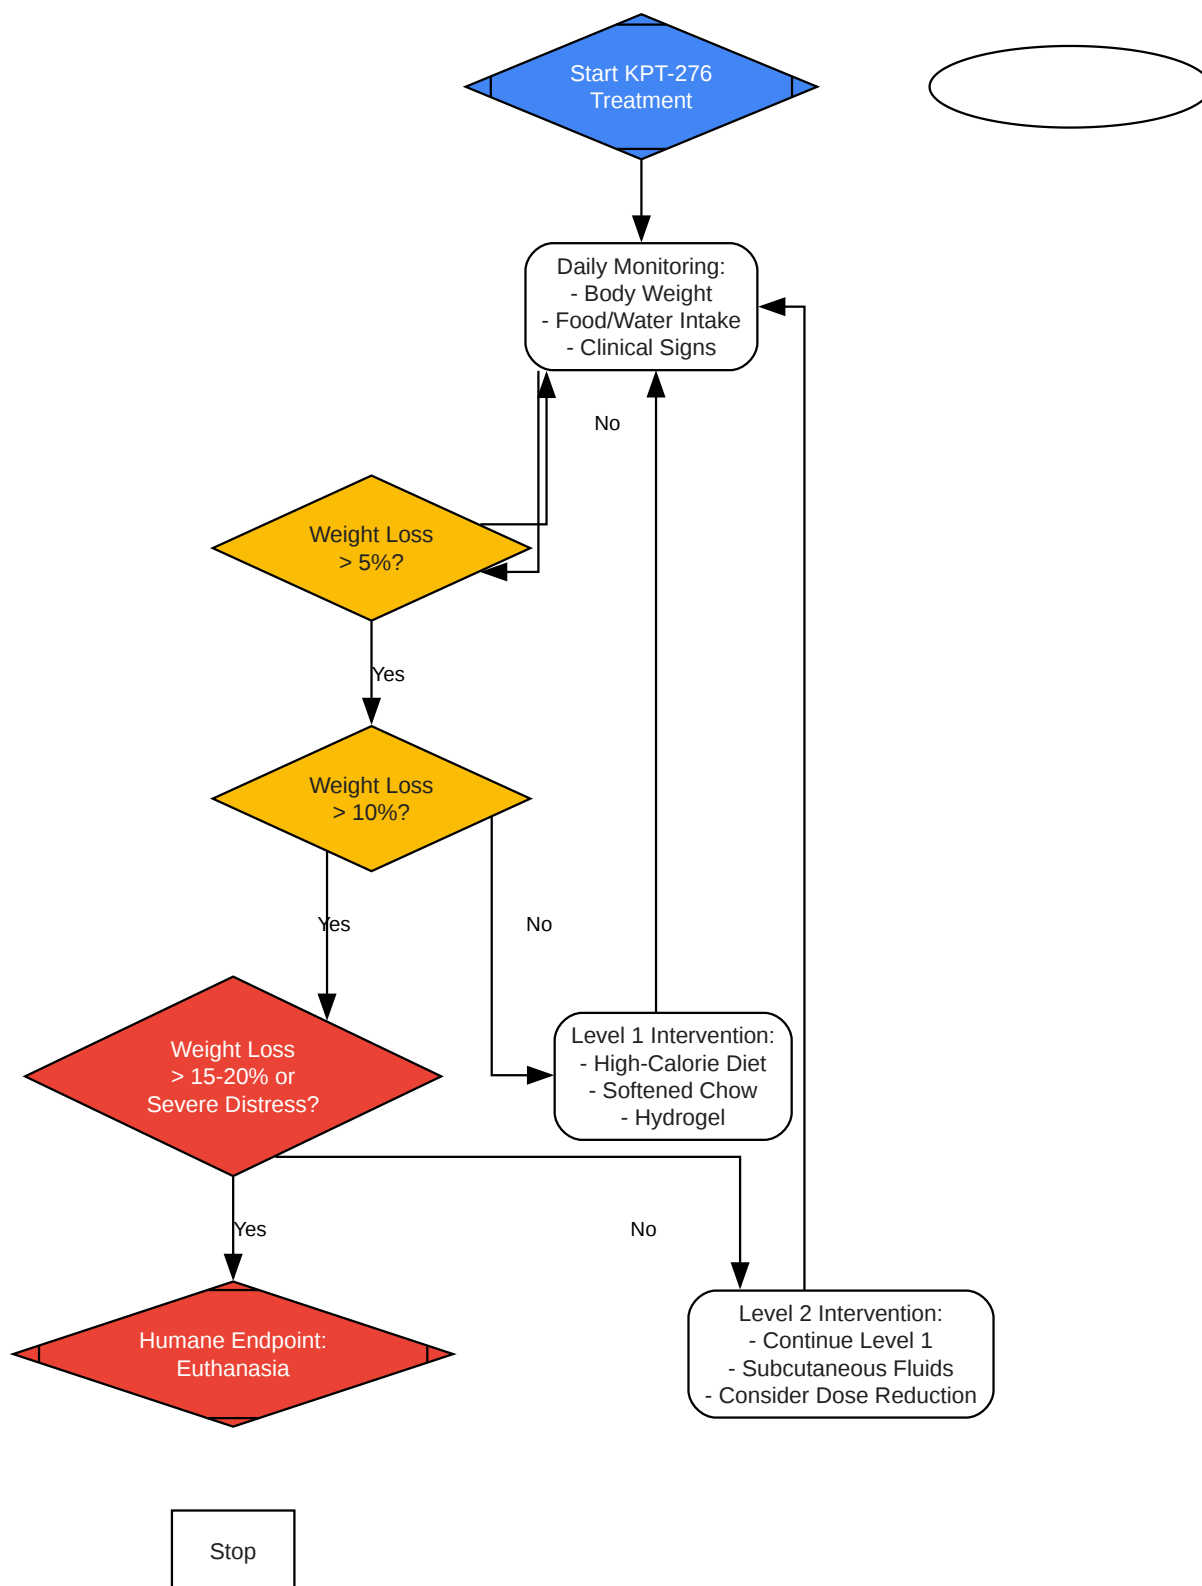 Start KPT-276
Treatment
Daily Monitoring:
- Body Weight
- Food/Water Intake
- Clinical Signs
No
Weight Loss
> 5%?
Yes
Weight Loss
> 10%?
Yes
No
Weight Loss
> 15-20% or
Severe Distress?
Level 1 Intervention:
- High-Calorie Diet
- Softened Chow
- Hydrogel
Yes
No
Humane Endpoint:
Euthanasia
Level 2 Intervention:
- Continue Level 1
- Subcutaneous Fluids
- Consider Dose Reduction
Stop